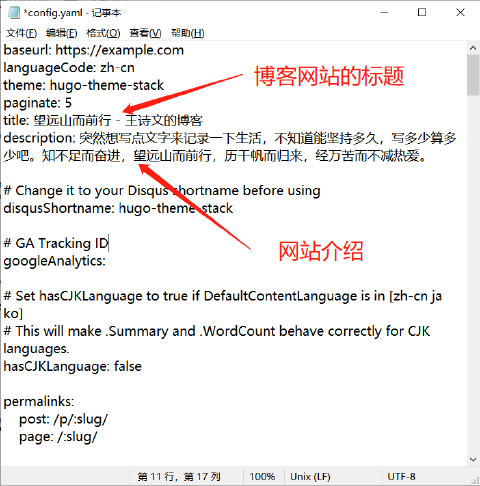 *config.yaml - 记事本
文件(F) 编辑(E) 格式(O) 查看(V) 帮助(H)
baseurl: https://example.com
languageCode: zh-cn
theme: hugo-theme-stack
paginate: 5
title: 望远山而前行 - 王诗文的博客
description: 突然想写点文字来记录一下生活，不知道能坚持多久，写多少算多
少吧。知不足而奋进，望远山而前行，历千帆而归来，经万苦而不减热爱。
博客网站的标题
# Change it to your Disqus shortname before using
disqusShortname: hugo-theme-stack
# GA Tracking ID
googleAnalytics:
网站介绍
# Set hasCJKLanguage to true if DefaultContentLanguage is in [zh-cn ja
ko]
# This will make .Summary and .WordCount behave correctly for CJK
languages.
hasCJKLanguage: false
permalinks:
post: /p/:slug/
page: /:slug/
第 11 行，第 17 列 100% Unix (LF) UTF-8